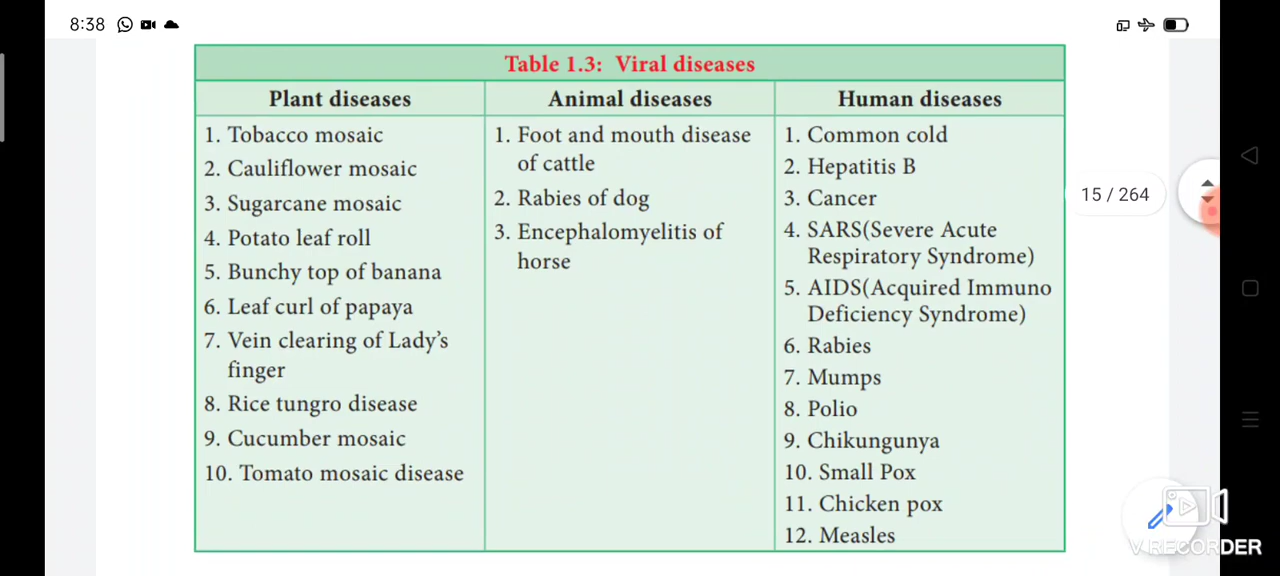 8:38
Table 1.3: Viral diseases
Plant diseases
1. Tobacco mosaic
2. Cauliflower mosaic
3. Sugarcane mosaic
4. Potato leaf roll
5. Bunchy top of banana
6. Leaf curl of papaya
7. Vein clearing of Lady’s
finger
8. Rice tungro disease
9. Cucumber mosaic
10. Tomato mosaic disease
Animal diseases
1. Foot and mouth disease
of cattle
2. Rabies of dog
3. Encephalomyelitis of
horse
Human diseases
1. Common cold
2. Hepatitis B
3. Cancer
4. SARS(Severe Acute
Respiratory Syndrome)
5. AIDS(Acquired Immuno
Deficiency Syndrome)
6. Rabies
7. Mumps
8. Polio
9. Chikungunya
10. Small Pox
11. Chicken pox
12. Measles
15 / 264
V RECORDER